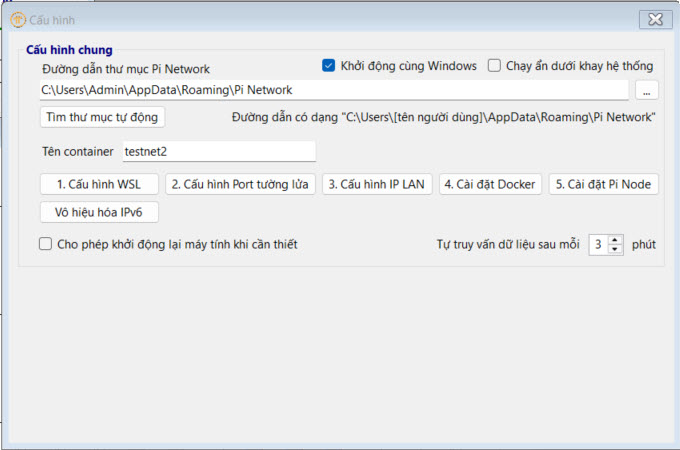 Cấu hình
Cấu hình chung
Đường dẫn thư mục Pi Network
Khởi động cùng Windows
Chạy ẩn dưới khay hệ thống
C:\Users\Admin\AppData\Roaming\Pi Network
...
Tìm thư mục tự động
Đường dẫn có dạng "C:\Users\[tên người dùng]\AppData\Roaming\Pi Network"
Tên container
testnet2
1. Cấu hình WSL
2. Cấu hình Port tường lửa
3. Cấu hình IP LAN
4. Cài đặt Docker
5. Cài đặt Pi Node
Vô hiệu hóa IPv6
Cho phép khởi động lại máy tính khi cần thiết
Tự truy vấn dữ liệu sau mỗi 3 phút